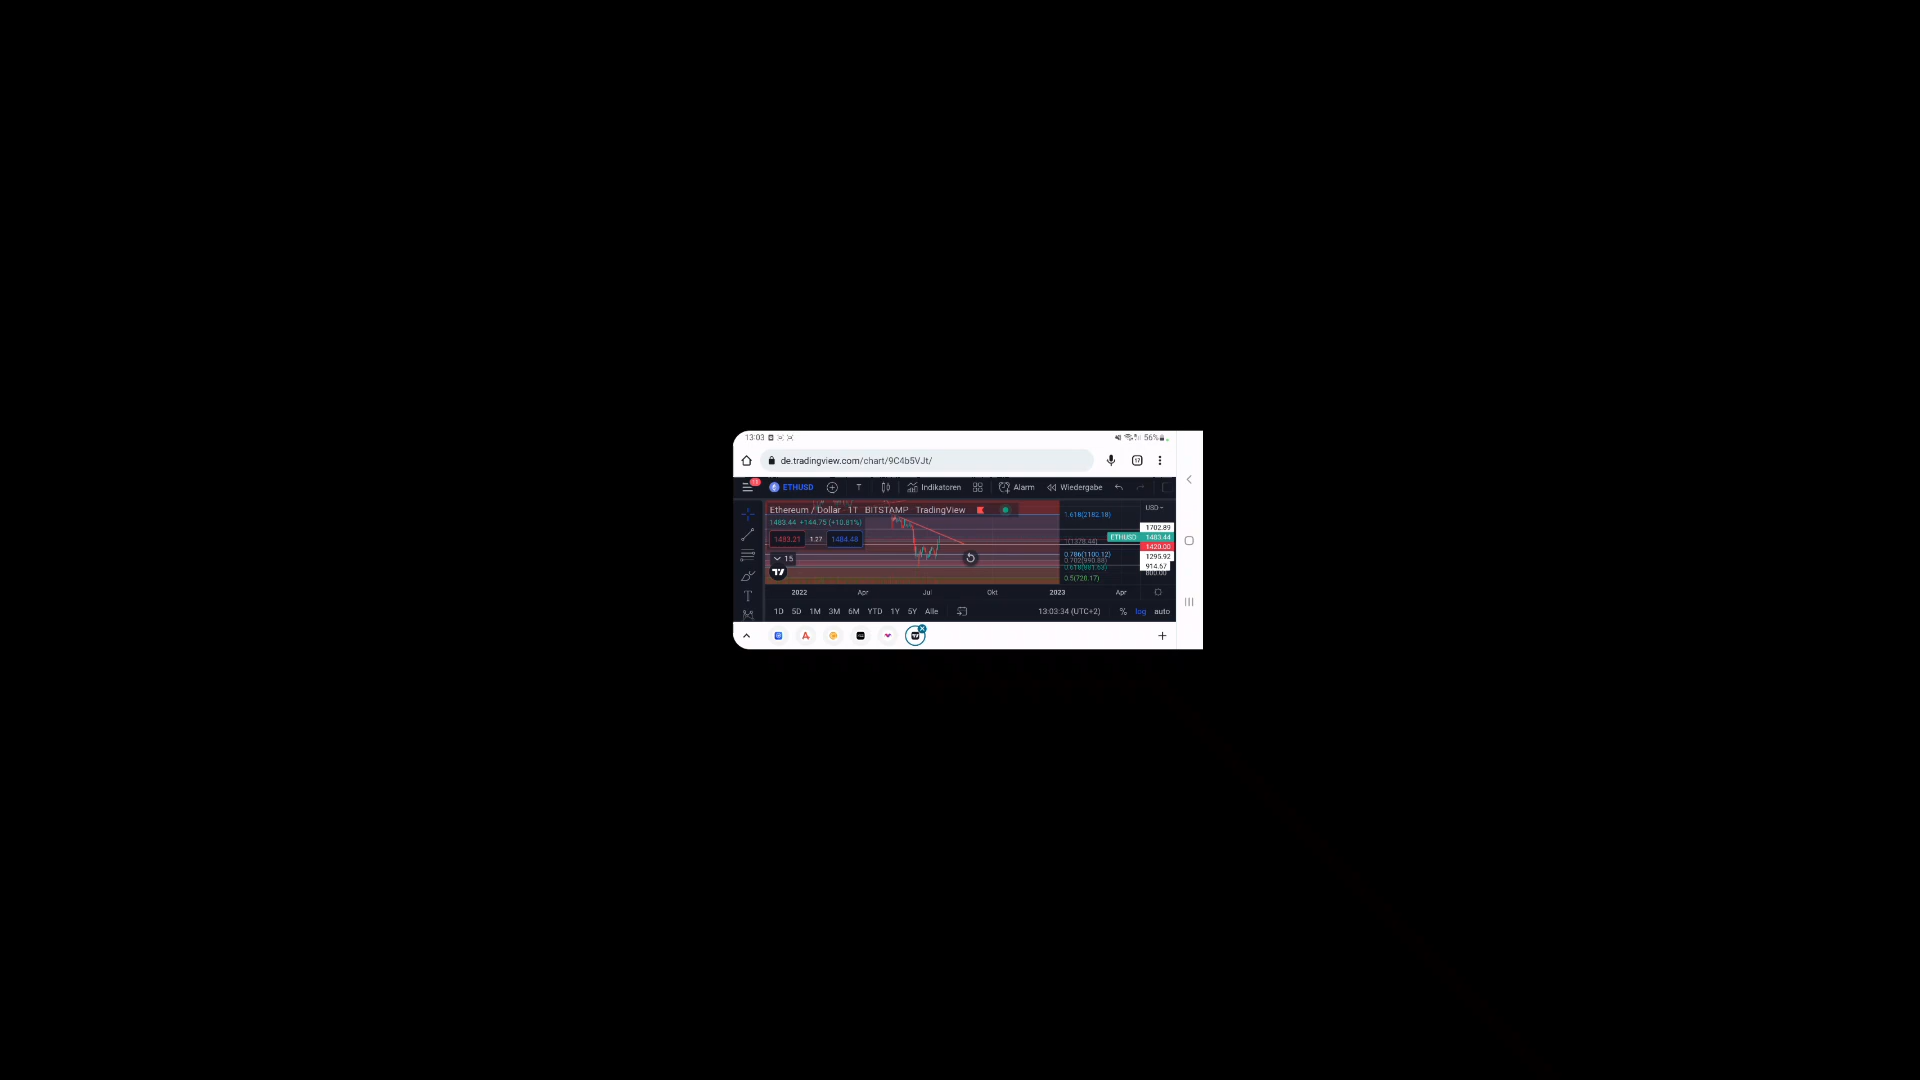 13:03 56%
de.tradingview.com/chart/9C4b5VJt/ 17
11 ETHUSD T Indikatoren Alarm Wiedergabe
Ethereum / Dollar · 1T · BITSTAMP · TradingView USD
1483.44 +144.75 (+10.81%) 1.618(2182.18)
1702.89
1483.21 1.27 1484.48 ETHUSD 1483.44
1420.00
0.786(1100.12) 1295.92
15 914.67
0.5(728.17)
2022 Apr Jul Okt 2023 Apr
1D 5D 1M 3M 6M YTD 1Y 5Y Alle 13:03:34 (UTC+2) % log auto